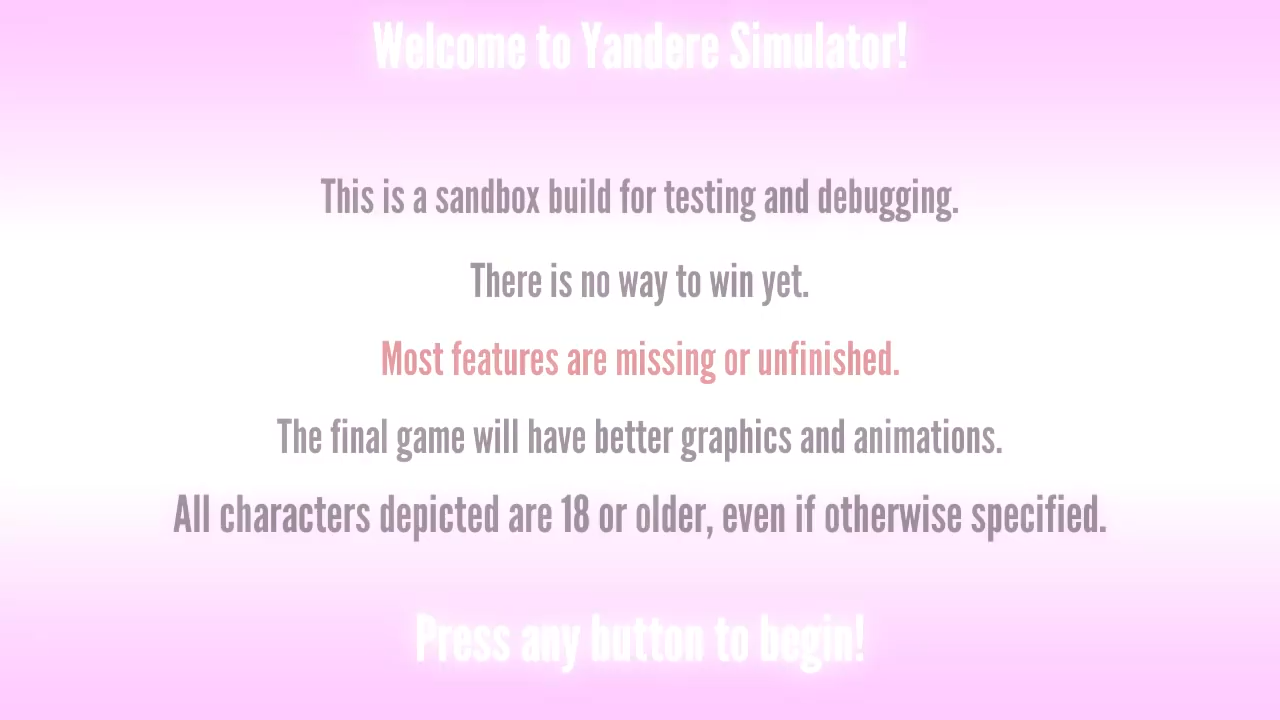 Welcome to Yandere Simulator!
This is a sandbox build for testing and debugging.
There is no way to win yet.
Most features are missing or unfinished.
The final game will have better graphics and animations.
All characters depicted are 18 or older, even if otherwise specified.
Press any button to begin!